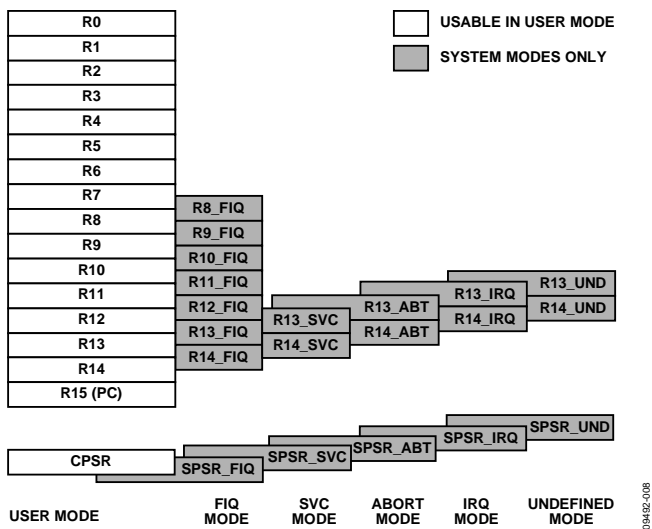 R0
R1
R2
R3
R4
R5
R6
R7
R8
R9
R10
R11
R12
R13
R14
R15 (PC)
CPSR
USER MODE
R8_FIQ
R9_FIQ
R10_FIQ
R11_FIQ
R12_FIQ
R13_FIQ
R14_FIQ
SPSR_FIQ
FIQ
MODE
R13_SVC
R14_SVC
SPSR_SVC
SVC
MODE
R13_ABT
R14_ABT
SPSR_ABT
ABORT
MODE
R13_IRQ
R14_IRQ
SPSR_IRQ
IRQ
MODE
R13_UND
R14_UND
SPSR_UND
UNDEFINED
MODE
USABLE IN USER MODE
SYSTEM MODES ONLY
09492-008